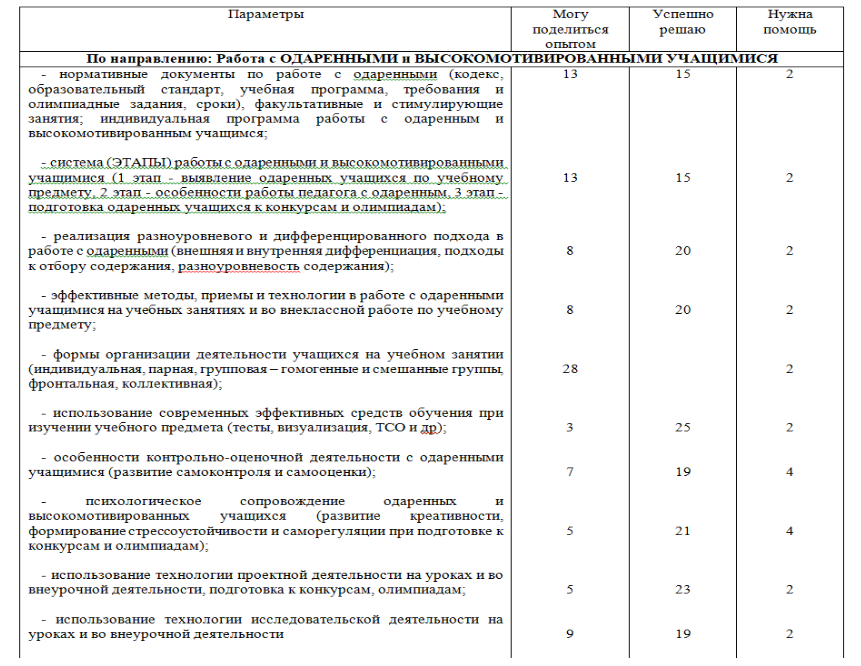 Параметры Могу Успешно Нужна
поделиться решаю помощь
опытом
По направлению: Работа с ОДАРЕННЫМИ и ВЫСОКОМОТИВИРОВАННЫМИ УЧАЩИМИСЯ
- нормативные документы по работе с одаренными (кодекс, 13 15 2
образовательный стандарт, учебная программа, требования и
олимпиадные задания, сроки), факультативные и стимулирующие
занятия; индивидуальная программа работы с одаренным и
высокомотивированным учащимся;
- система (ЭТАПЫ) работы с одаренными и высокомотивированными
учащимися (1 этап - выявление одаренных учащихся по учебному 13 15 2
предмету, 2 этап - особенности работы педагога с одаренным, 3 этап -
подготовка одаренных учащихся к конкурсам и олимпиадам);
- реализация разноуровневого и дифференцированного подхода в
работе с одаренными (внешняя и внутренняя дифференциация, подходы 8 20 2
к отбору содержания, разноуровневость содержания);
- эффективные методы, приемы и технологии в работе с одаренными
учащимися на учебных занятиях и во внеклассной работе по учебному 8 20 2
предмету;
- формы организации деятельности учащихся на учебном занятии
(индивидуальная, парная, групповая – гомогенные и смешанные группы, 28 2
фронтальная, коллективная);
- использование современных эффективных средств обучения при
изучении учебного предмета (тесты, визуализация, ТСО и др); 3 25 2
- особенности контрольно-оценочной деятельности с одаренными
учащимися (развитие самоконтроля и самооценки); 7 19 4
- психологическое сопровождение одаренных и
высокомотивированных учащихся (развитие креативности,
формирование стрессоустойчивости и саморегуляции при подготовке к 5 21 4
конкурсам и олимпиадам);
- использование технологии проектной деятельности на уроках и во
внеурочной деятельности, подготовка к конкурсам, олимпиадам; 5 23 2
- использование технологии исследовательской деятельности на
уроках и во внеурочной деятельности 9 19 2